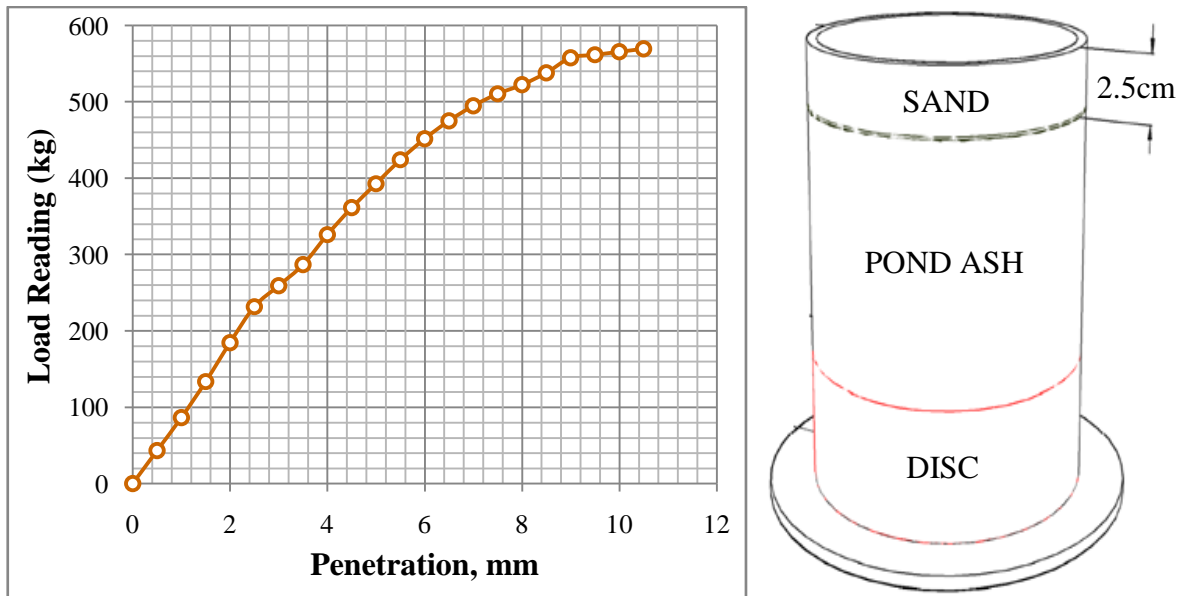 Load Reading (kg)
600
500
400
300
200
100
0
0 2 4 6 8 10 12
Penetration, mm
SAND
2.5cm
POND ASH
DISC